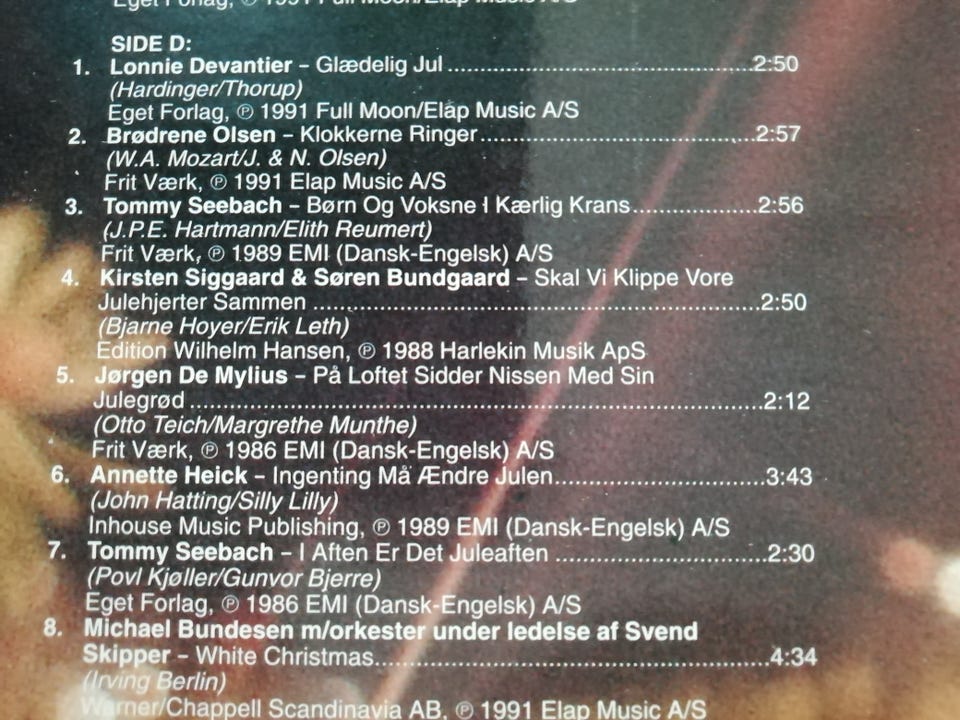 Eget Forlag, ℗ 1991 Full Moon/Elap Music A/S
SIDE D:
1. Lonnie Devantier – Glædelig Jul..............................2:50
(Hardinger/Thorup)
Eget Forlag, ℗ 1991 Full Moon/Elap Music A/S
2. Brødrene Olsen – Klokkerne Ringer..............................2:57
(W.A. Mozart/J. & N. Olsen)
Frit Værk, ℗ 1991 Elap Music A/S
3. Tommy Seebach – Børn Og Voksne I Kærlig Krans................2:56
(J.P.E. Hartmann/Elith Reumert)
Frit Værk, ℗ 1989 EMI (Dansk-Engelsk) A/S
4. Kirsten Siggaard & Søren Bundgaard – Skal Vi Klippe Vore
Julehjerter Sammen ..............................2:50
(Bjarne Hoyer/Erik Leth)
Edition Wilhelm Hansen, ℗ 1988 Harlekin Musik ApS
5. Jørgen De Mylius – På Loftet Sidder Nissen Med Sin
Julegrød..............................2:12
(Otto Teich/Margrethe Munthe)
Frit Værk, ℗ 1986 EMI (Dansk-Engelsk) A/S
6. Annette Heick – Ingenting Må Ændre Julen..............................3:43
(John Hatting/Silly Lilly)
Inhouse Music Publishing, ℗ 1989 EMI (Dansk-Engelsk) A/S
7. Tommy Seebach – I Aften Er Det Juleaften ..............................2:30
(Povl Kjøller/Gunvor Bjerre)
Eget Forlag, ℗ 1986 EMI (Dansk-Engelsk) A/S
8. Michael Bundesen m/orkester under ledelse af Svend
Skipper – White Christmas..............................4:34
(Irving Berlin)
Warner/Chappell Scandinavia AB, ℗ 1991 Elap Music A/S